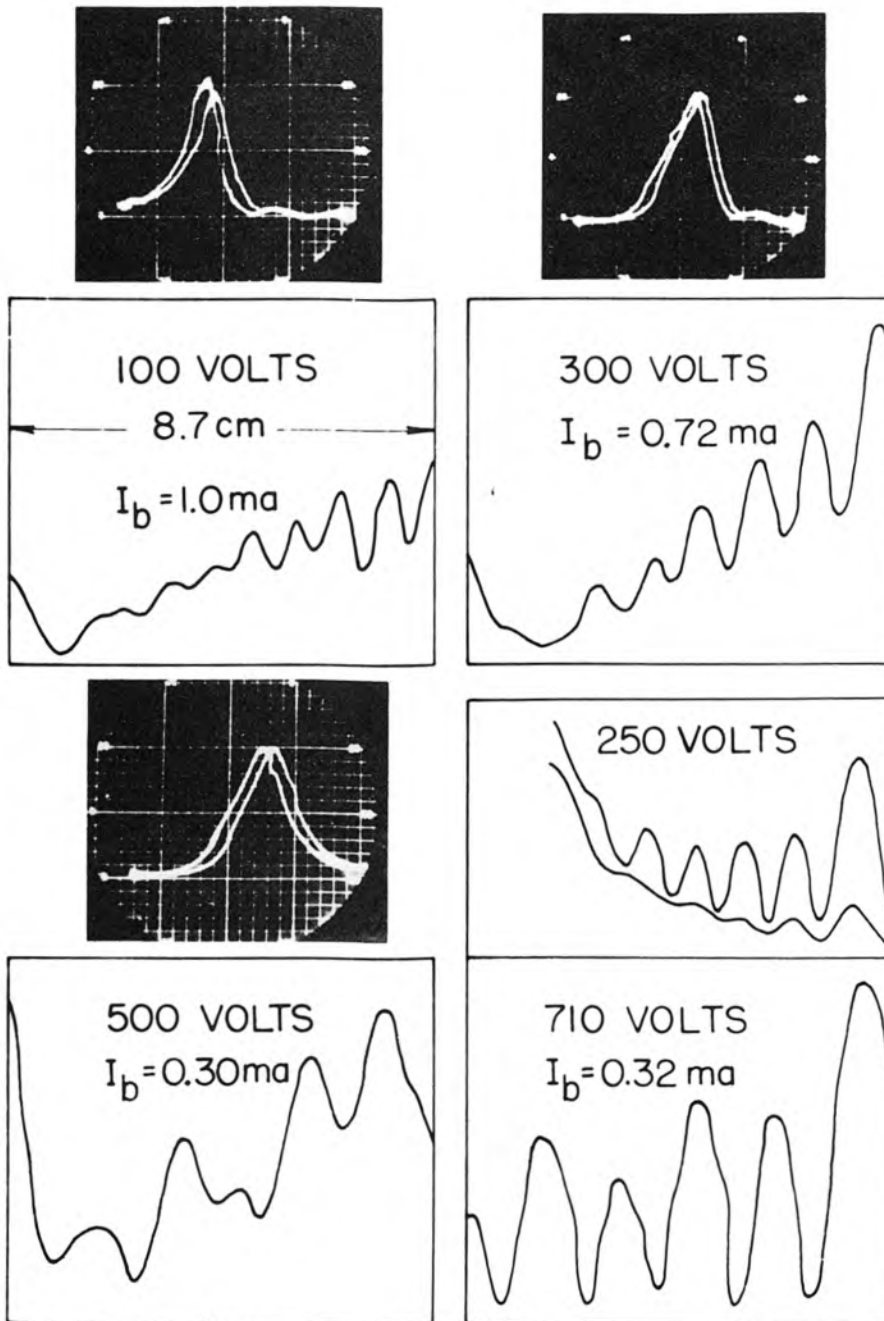 100 VOLTS
8.7 cm
I_b = 1.0 ma
300 VOLTS
I_b = 0.72 ma
250 VOLTS
500 VOLTS
I_b = 0.30 ma
710 VOLTS
I_b = 0.32 ma